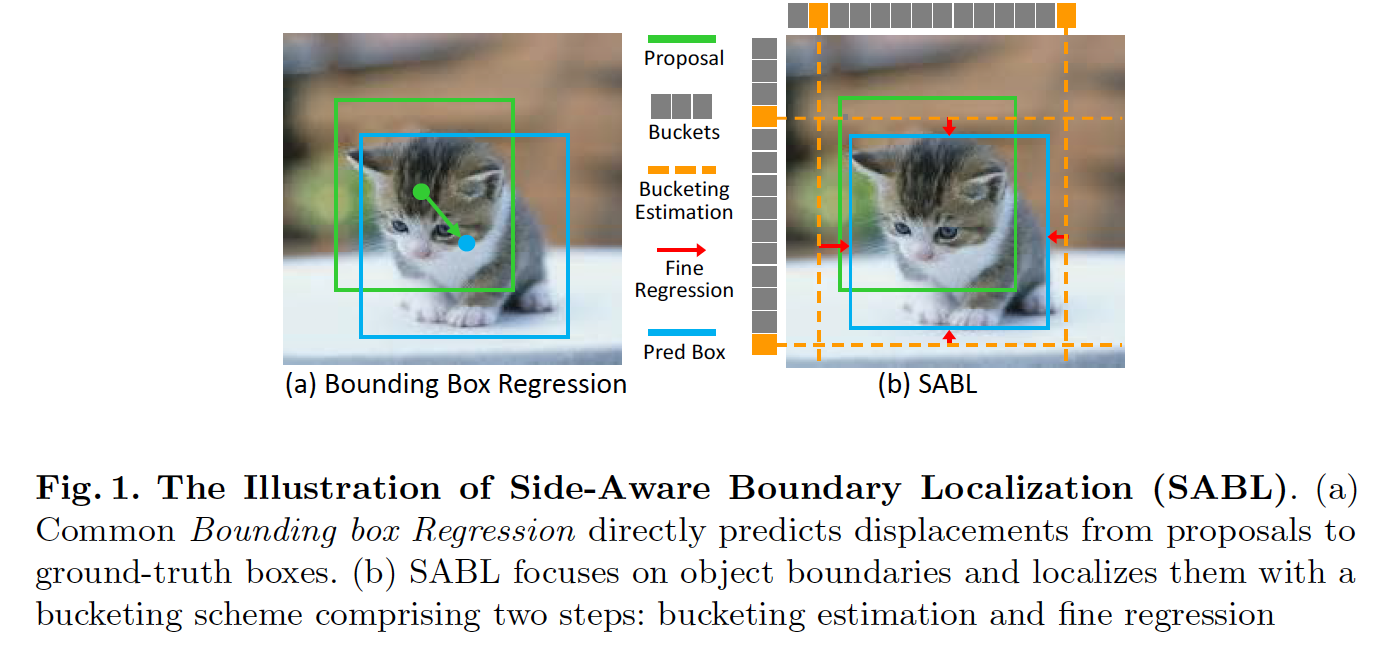 Proposal
Buckets
Bucketing
Estimation
Fine
Regression
Pred Box
(a) Bounding Box Regression
(b) SABL
Fig. 1. The Illustration of Side-Aware Boundary Localization (SABL). (a)
Common Bounding box Regression directly predicts displacements from proposals to
ground-truth boxes. (b) SABL focuses on object boundaries and localizes them with a
bucketing scheme comprising two steps: bucketing estimation and fine regression